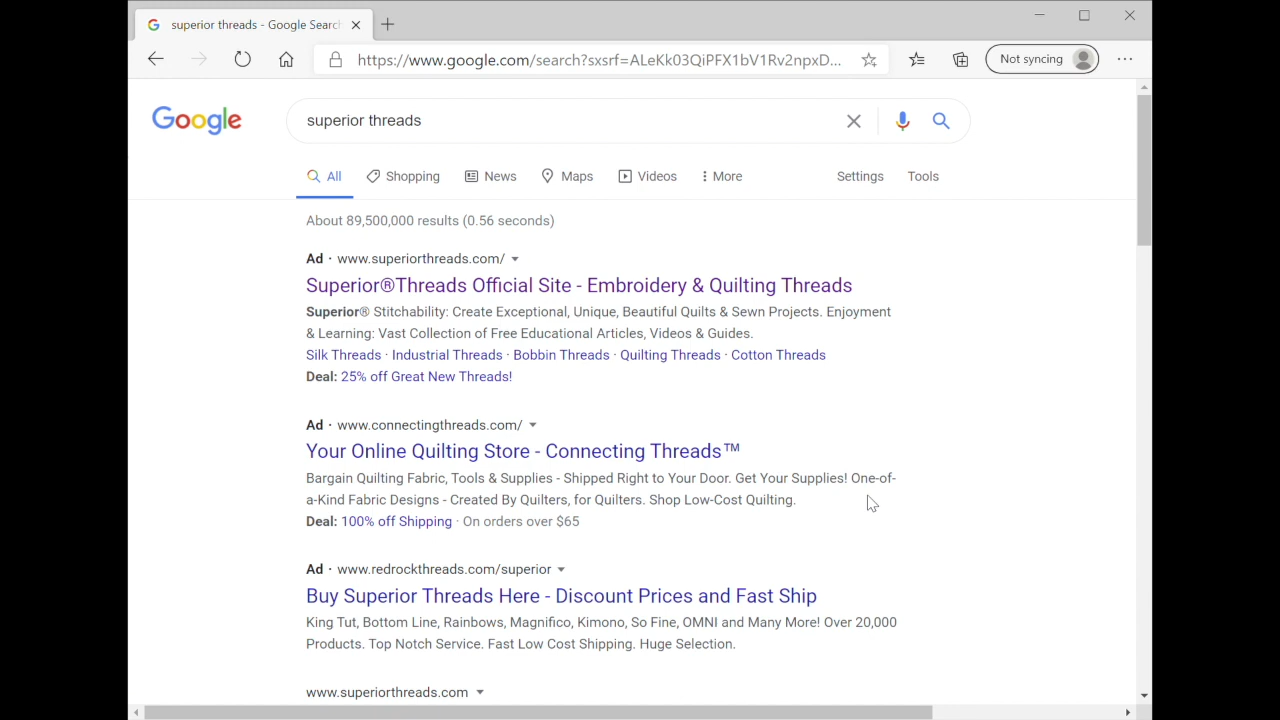 superior threads - Google Search
https://www.google.com/search?sxsrf=ALeKk03QiPFX1bV1Rv2npxD...
Not syncing
Google
superior threads
All Shopping News Maps Videos More Settings Tools
About 89,500,000 results (0.56 seconds)
Ad · www.superiorthreads.com/
Superior®Threads Official Site - Embroidery & Quilting Threads
Superior® Stitchability: Create Exceptional, Unique, Beautiful Quilts & Sewn Projects. Enjoyment
& Learning: Vast Collection of Free Educational Articles, Videos & Guides.
Silk Threads · Industrial Threads · Bobbin Threads · Quilting Threads · Cotton Threads
Deal: 25% off Great New Threads!
Ad · www.connectingthreads.com/
Your Online Quilting Store - Connecting Threads™
Bargain Quilting Fabric, Tools & Supplies - Shipped Right to Your Door. Get Your Supplies! One-of-
a-Kind Fabric Designs - Created By Quilters, for Quilters. Shop Low-Cost Quilting.
Deal: 100% off Shipping · On orders over $65
Ad · www.redrockthreads.com/superior
Buy Superior Threads Here - Discount Prices and Fast Ship
King Tut, Bottom Line, Rainbows, Magnifico, Kimono, So Fine, OMNI and Many More! Over 20,000
Products. Top Notch Service. Fast Low Cost Shipping. Huge Selection.
www.superiorthreads.com